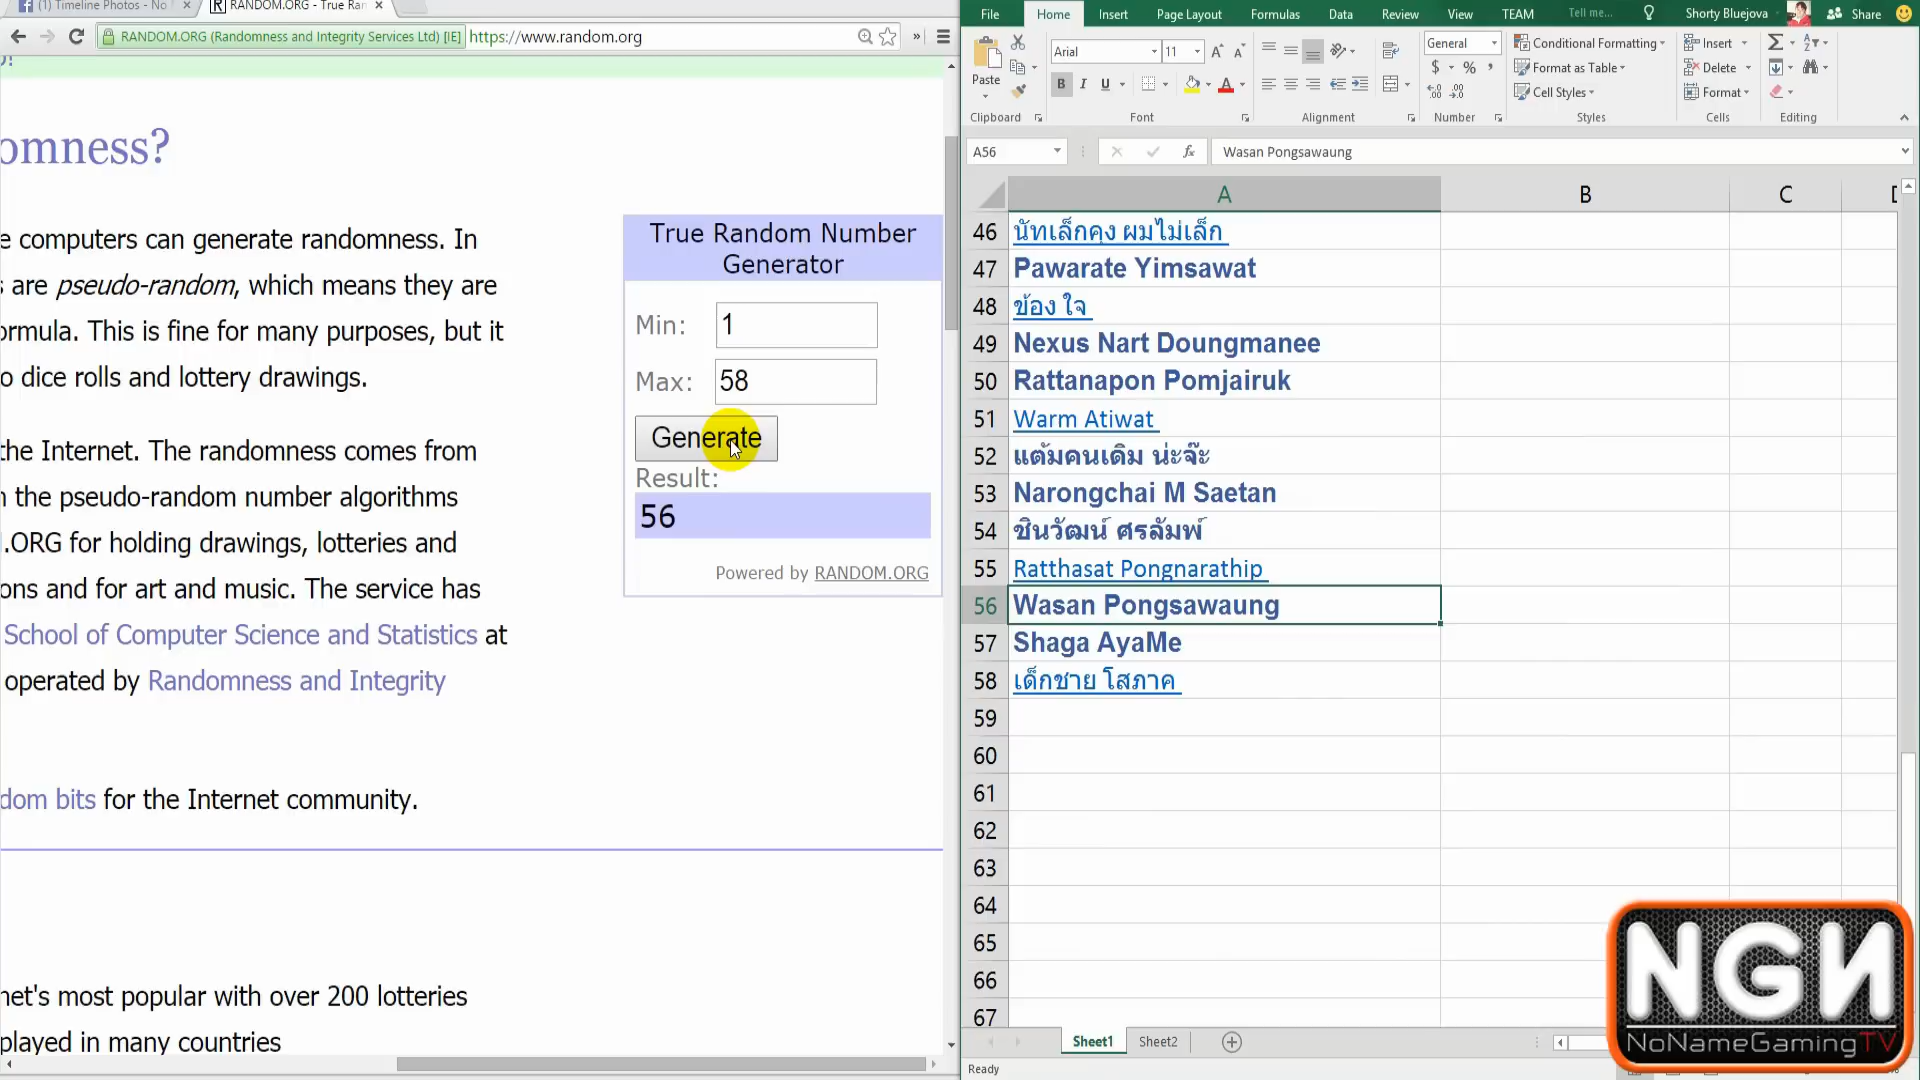 (1) Timeline Photos - No
RANDOM.ORG - True Ran
RANDOM.ORG (Randomness and Integrity Services Ltd) [IE]
https://www.random.org
omness?
e computers can generate randomness. In
s are pseudo-random, which means they are
ormula. This is fine for many purposes, but it
o dice rolls and lottery drawings.
the Internet. The randomness comes from
n the pseudo-random number algorithms
.ORG for holding drawings, lotteries and
ons and for art and music. The service has
School of Computer Science and Statistics at
operated by Randomness and Integrity
dom bits for the Internet community.
net's most popular with over 200 lotteries
played in many countries
True Random Number
Generator
Min: 1
Max: 58
Generate
Result:
56
Powered by RANDOM.ORG
File Home Insert Page Layout Formulas Data Review View TEAM Tell me... Shorty Bluejova Share
Paste
Arial 11
B I U
General
$ % ,
Conditional Formatting
Format as Table
Cell Styles
Insert
Delete
Format
Clipboard Font Alignment Number Styles Cells Editing
A56 fx Wasan Pongsawaung
A B C
46 นัทเล็กคุง ผมไม่เล็ก
47 Pawarate Yimsawat
48 ข้อง ใจ
49 Nexus Nart Doungmanee
50 Rattanapon Pomjairuk
51 Warm Atiwat
52 แต้มคนเดิม น่ะจ๊ะ
53 Narongchai M Saetan
54 ชินวัฒน์ ศรลัมพ์
55 Ratthasat Pongnarathip
56 Wasan Pongsawaung
57 Shaga AyaMe
58 เด็กชาย โสภาค
59
60
61
62
63
64
65
66
67
Sheet1 Sheet2
Ready
NGN
NoNameGamingTV